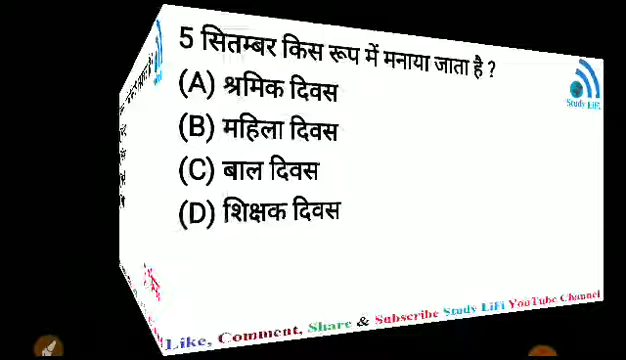 5 सितम्बर किस रूप में मनाया जाता है ?
(A) श्रमिक दिवस
(B) महिला दिवस
(C) बाल दिवस
(D) शिक्षक दिवस
Study LiFi
Like, Comment, Share & Subscribe Study LiFi YouTube Channel